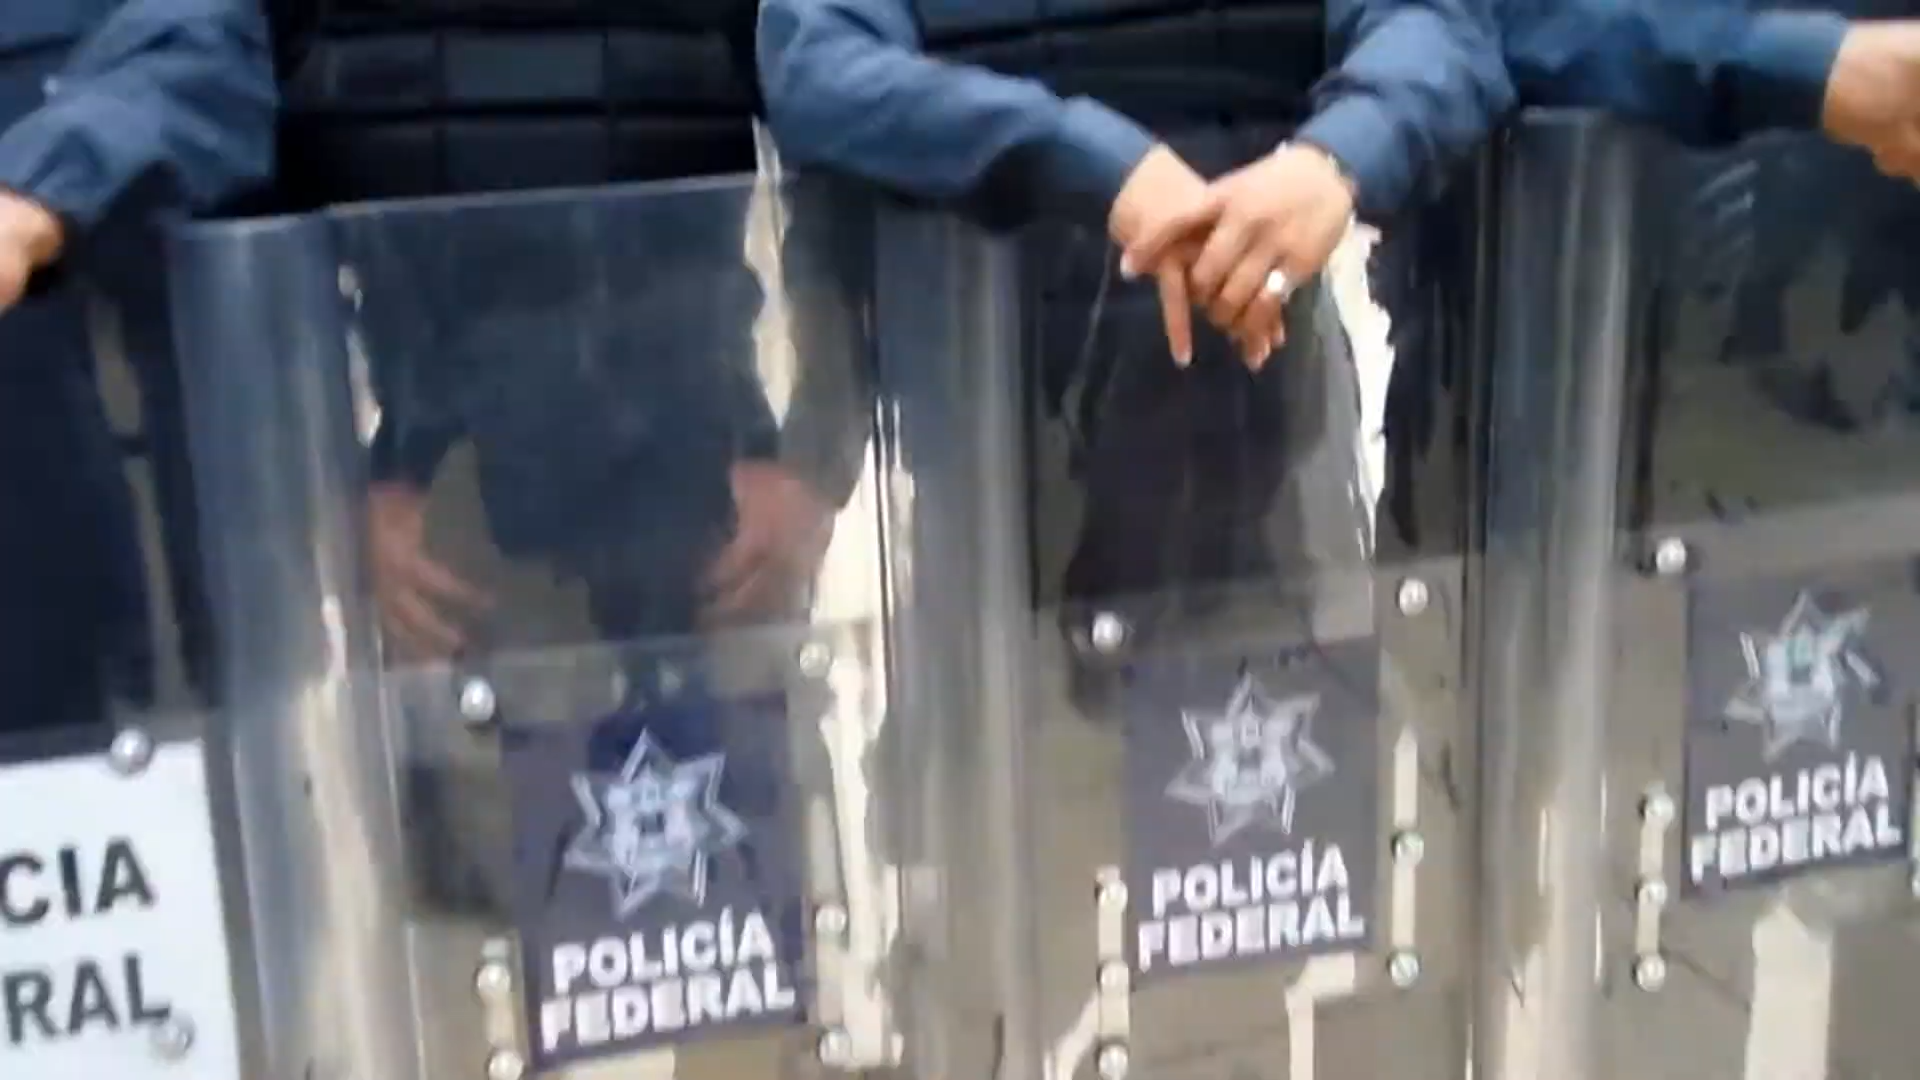 CIA
RAL
POLICÍA
FEDERAL
POLICÍA
FEDERAL
POLICÍA
FEDERAL